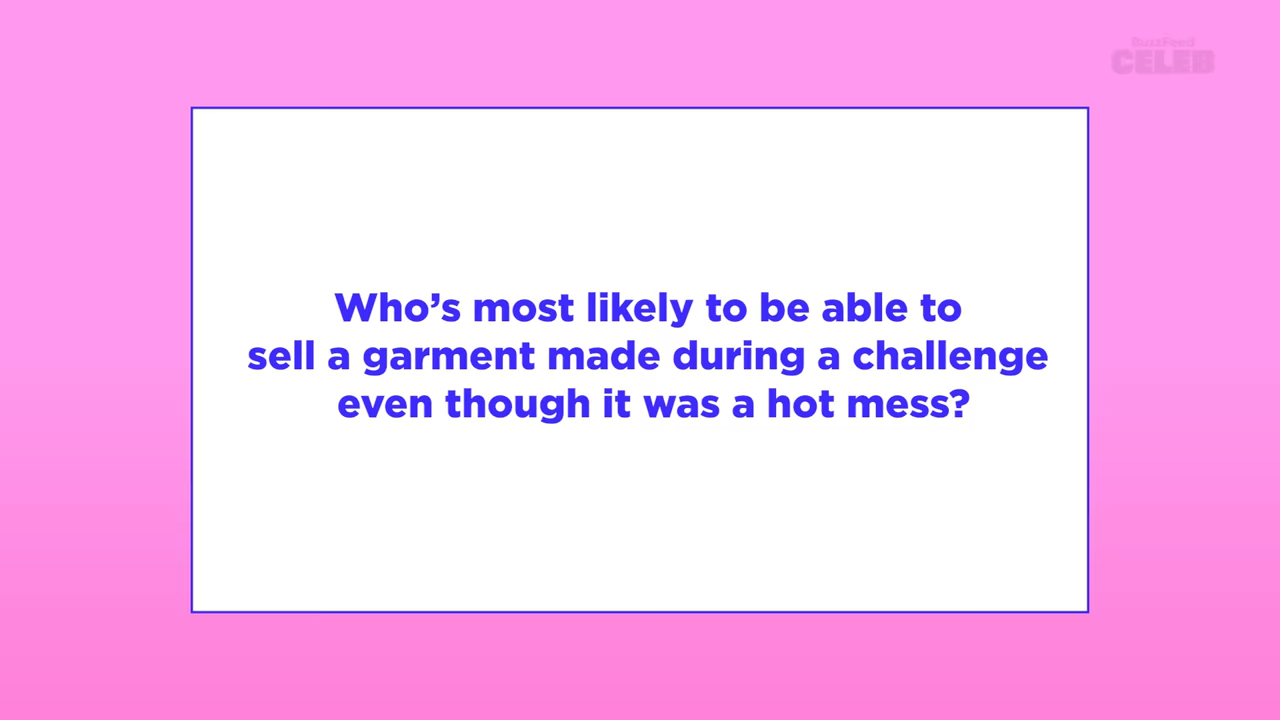 BuzzFeed
CELEB
Who’s most likely to be able to
sell a garment made during a challenge
even though it was a hot mess?